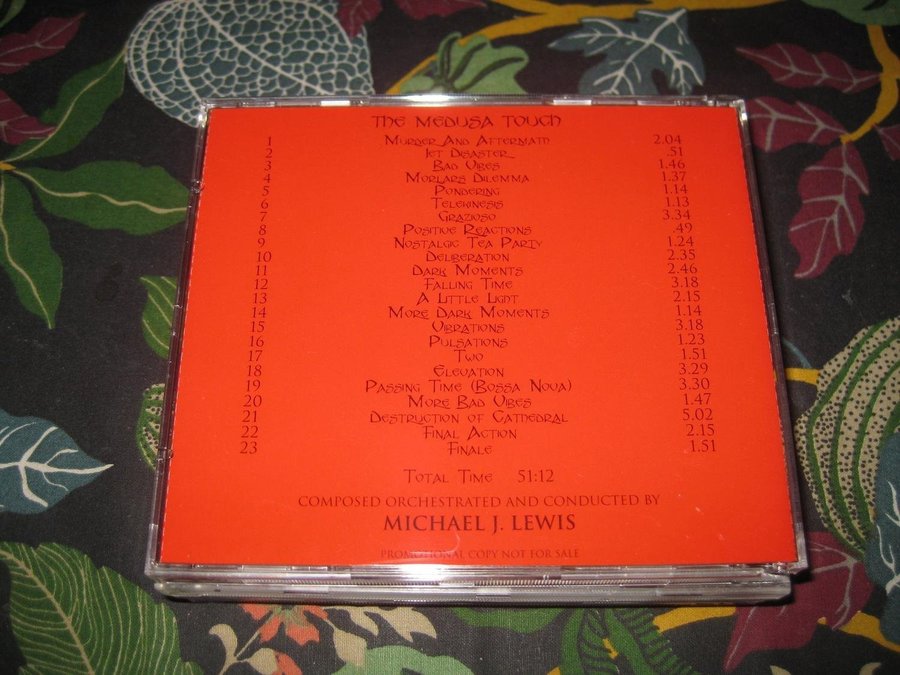 THE MEDUSA TOUCH
1 MURDER AND AFTERMATH 2.04
2 JET DISASTER .51
3 BAD VIBES 1.46
4 MORLARS DILEMMA 1.37
5 PONDERING 1.14
6 TELEKINESIS 1.13
7 GRAZIOSO 3.34
8 POSITIVE REACTIONS .49
9 NOSTALGIC TEA PARTY 1.24
10 DELIBERATION 2.35
11 DARK MOMENTS 2.46
12 FALLING TIME 3.18
13 A LITTLE LIGHT 2.15
14 MORE DARK MOMENTS 1.14
15 VIBRATIONS 3.18
16 PULSATIONS 1.23
17 TWO 1.51
18 ELEVATION 3.29
19 PASSING TIME (BOSSA NOVA) 3.30
20 MORE BAD VIBES 1.47
21 DESTRUCTION OF CATHEDRAL 5.02
22 FINAL ACTION 2.15
23 FINALE 1.51
TOTAL TIME 51:12
COMPOSED ORCHESTRATED AND CONDUCTED BY
MICHAEL J. LEWIS
PROMOTIONAL COPY NOT FOR SALE